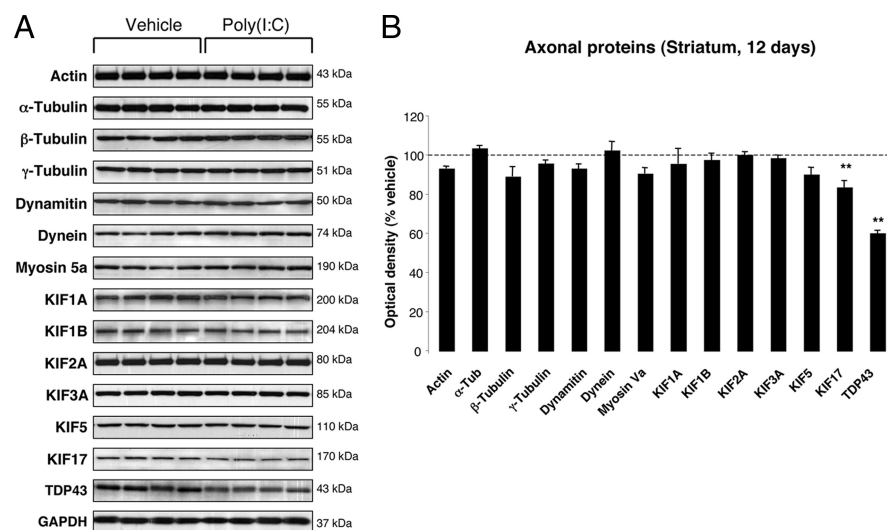 A
Vehicle Poly(I:C)
Actin 43 kDa
α-Tubulin 55 kDa
β-Tubulin 55 kDa
γ-Tubulin 51 kDa
Dynamitin 50 kDa
Dynein 74 kDa
Myosin 5a 190 kDa
KIF1A 200 kDa
KIF1B 204 kDa
KIF2A 80 kDa
KIF3A 85 kDa
KIF5 110 kDa
KIF17 170 kDa
TDP43 43 kDa
GAPDH 37 kDa
B
Axonal proteins (Striatum, 12 days)
Optical density (% vehicle)
120
100
80
60
40
20
0
**
**
Actin
α-Tub
β-Tubulin
γ-Tubulin
Dynamitin
Dynein
Myosin Va
KIF1A
KIF1B
KIF2A
KIF3A
KIF5
KIF17
TDP43